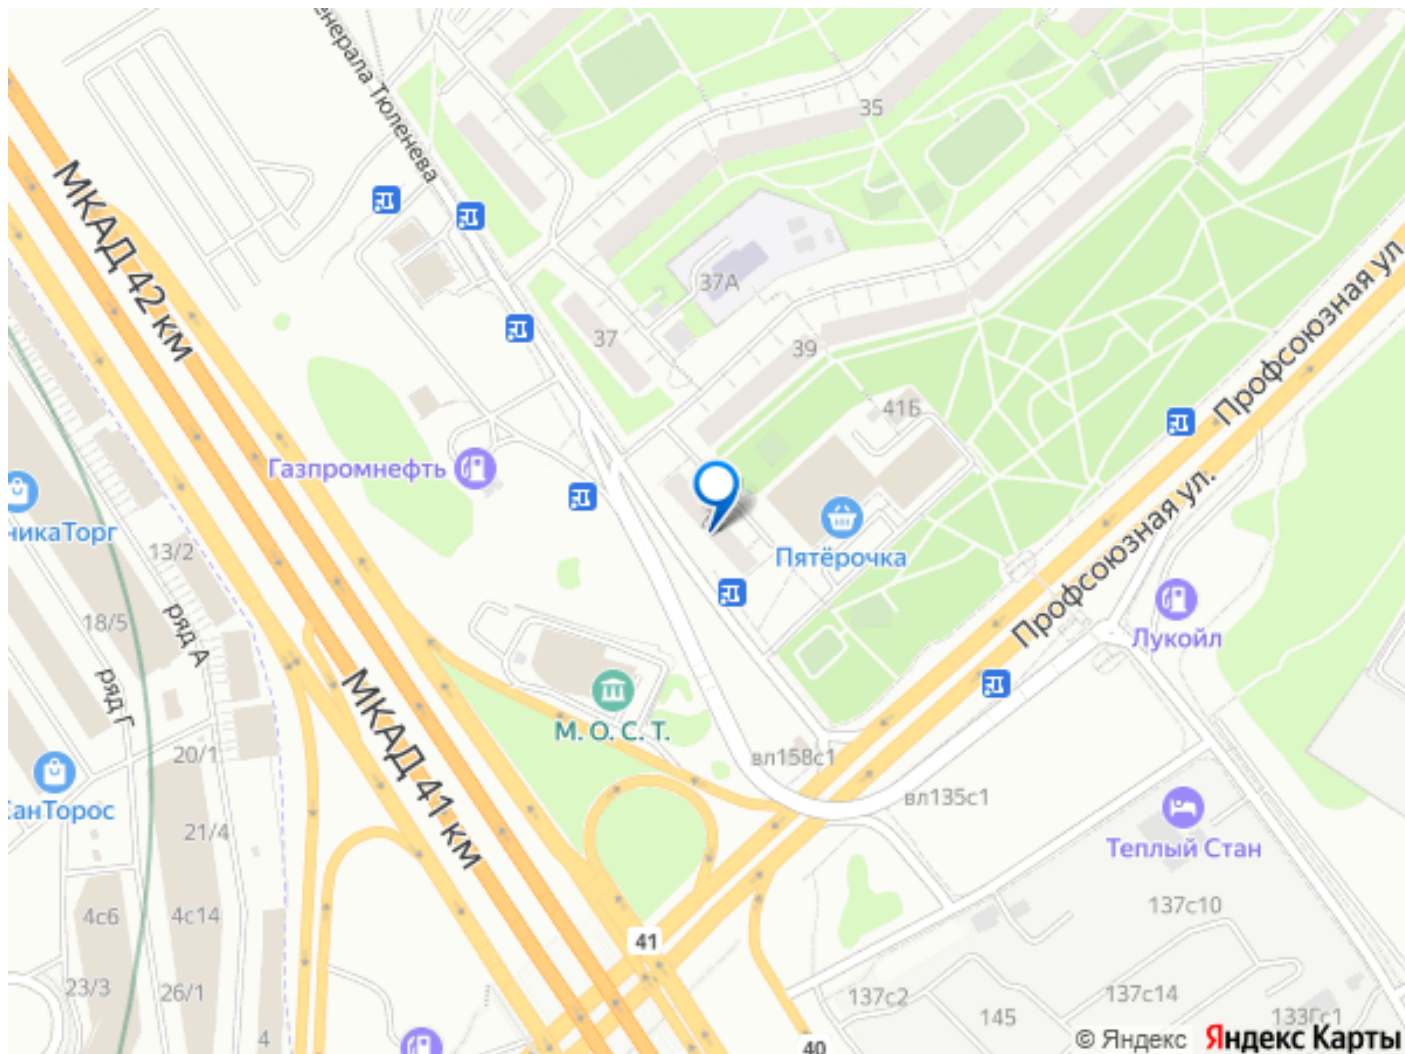 енерала Тюленева
35
МКАД 42 км
37А
37
39
Профсоюзная ул
41Б
Газпромнефть
никаТорг
13/2
Пятёрочка
Профсоюзная ул.
18/5
ряд А
Лукойл
ряд Г
МКАД 41 км
М. О. С. Т.
20/1
вл158с1
КанТорос
вл135с1
21/4
Теплый Стан
4с6
4с14
137с10
41
23/3
26/1
137с2
137с14
145
133Гс1
4
40
© Яндекс
Яндекс Карты